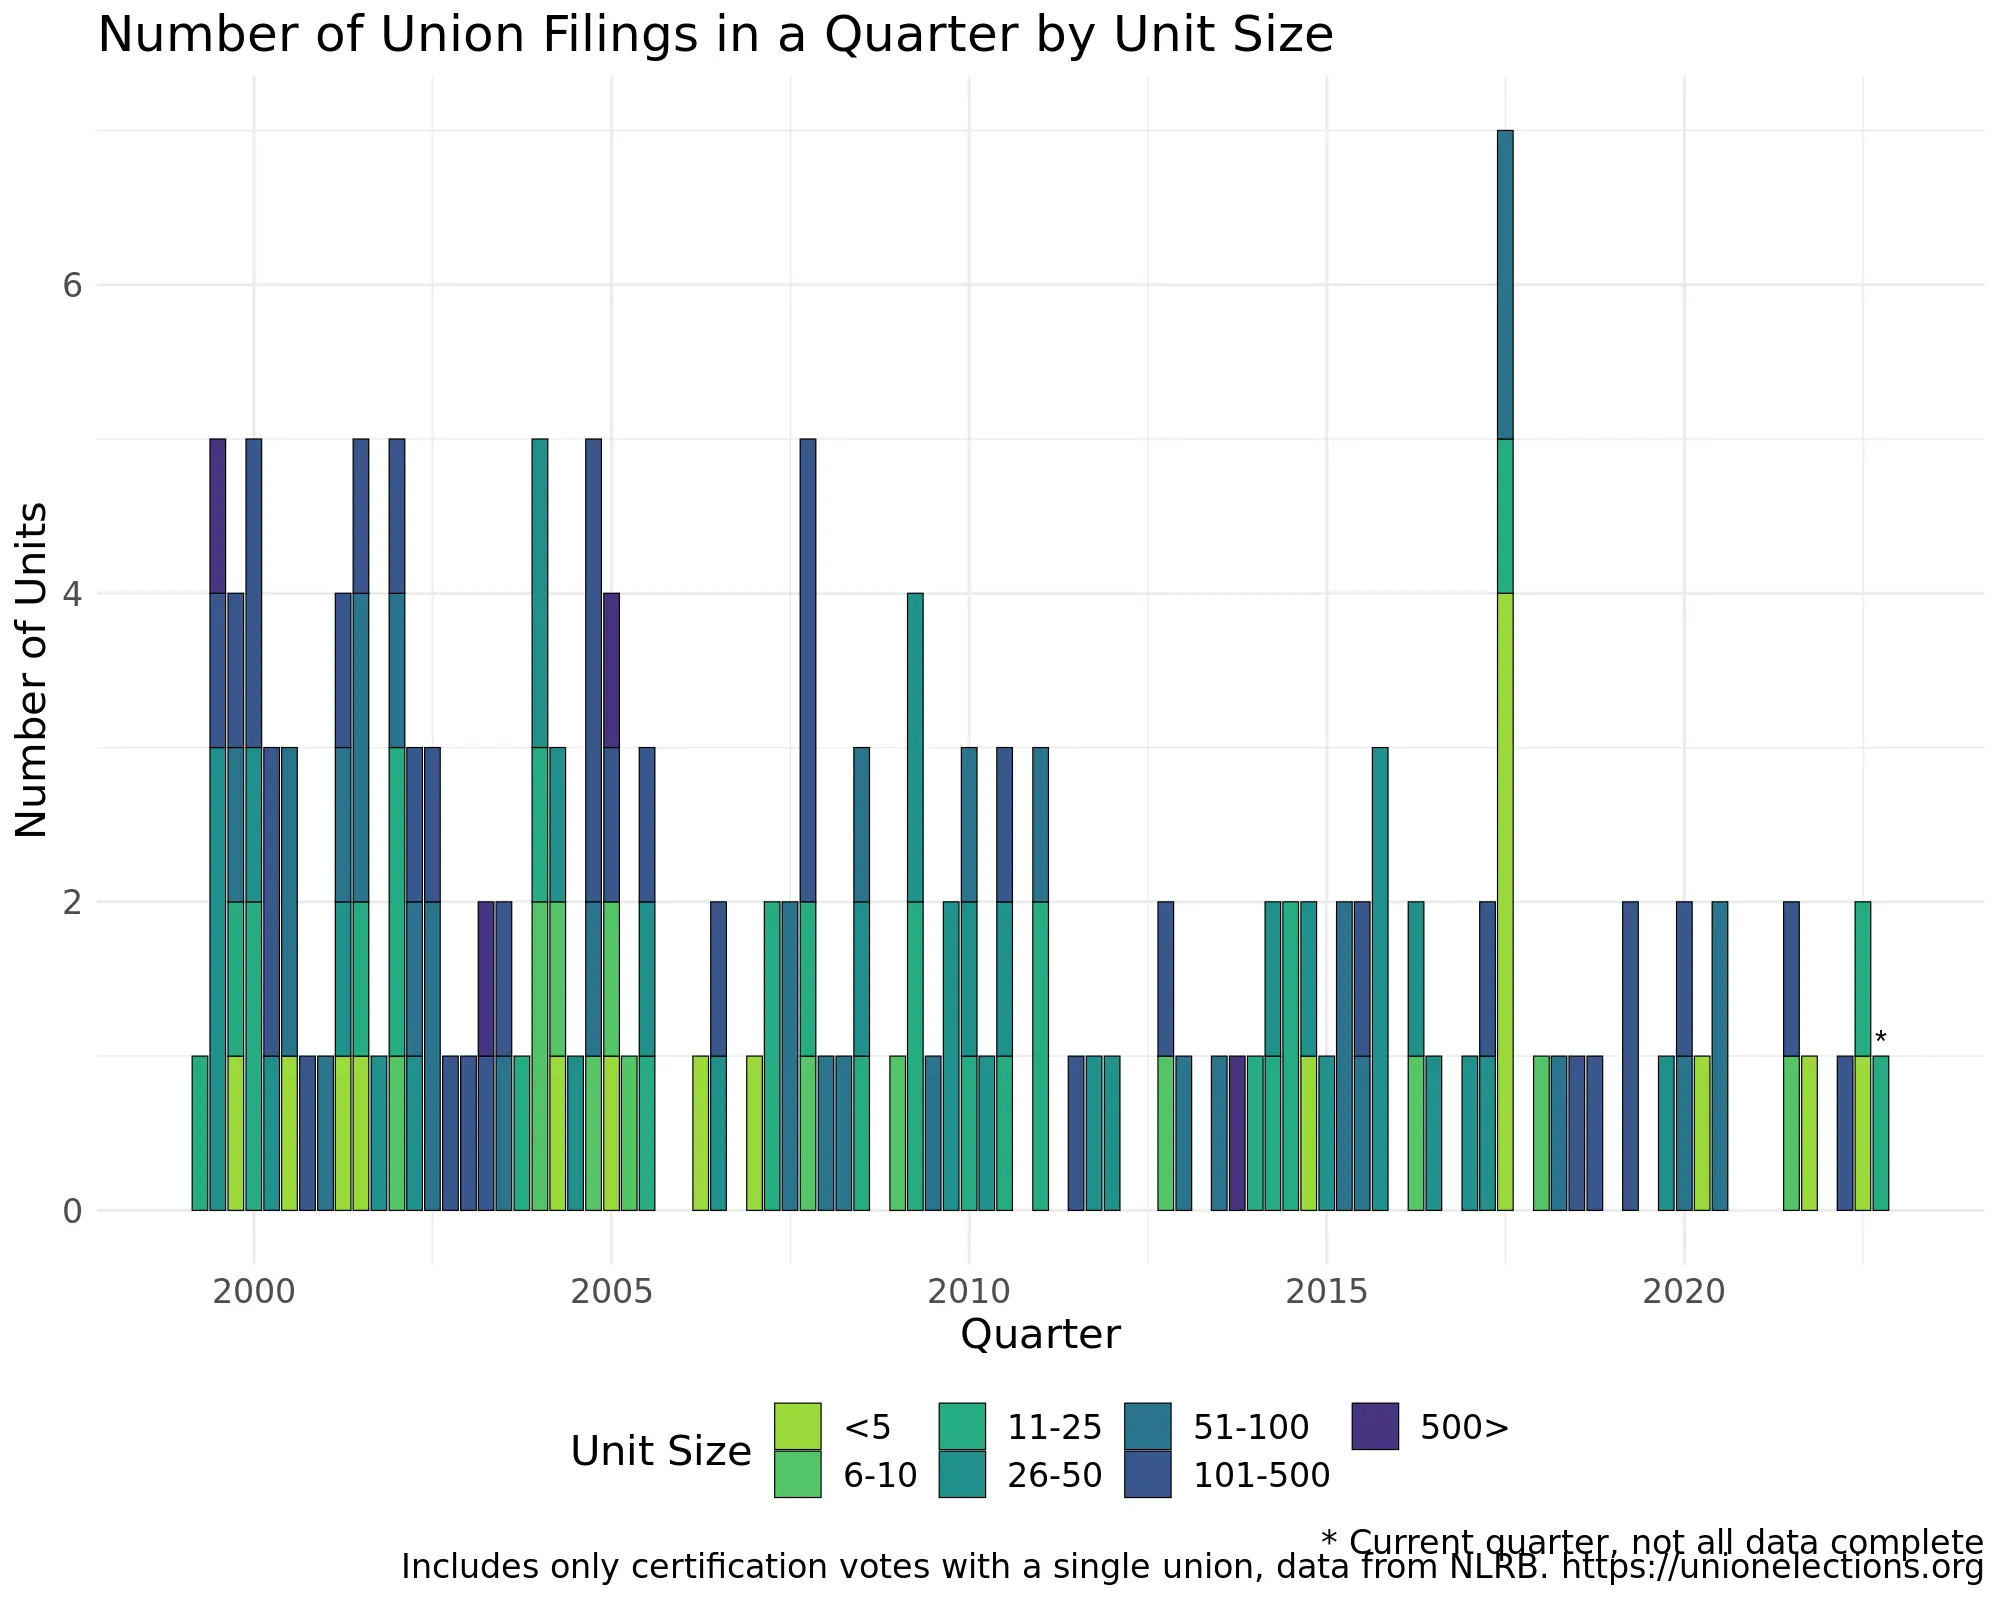 Number of Union Filings in a Quarter by Unit Size
Number of Units
6
4
2
0
*
2000 2005 2010 2015 2020
Quarter
Unit Size
<5 11-25 51-100 500>
6-10 26-50 101-500
* Current quarter, not all data complete
Includes only certification votes with a single union, data from NLRB. https://unionelections.org